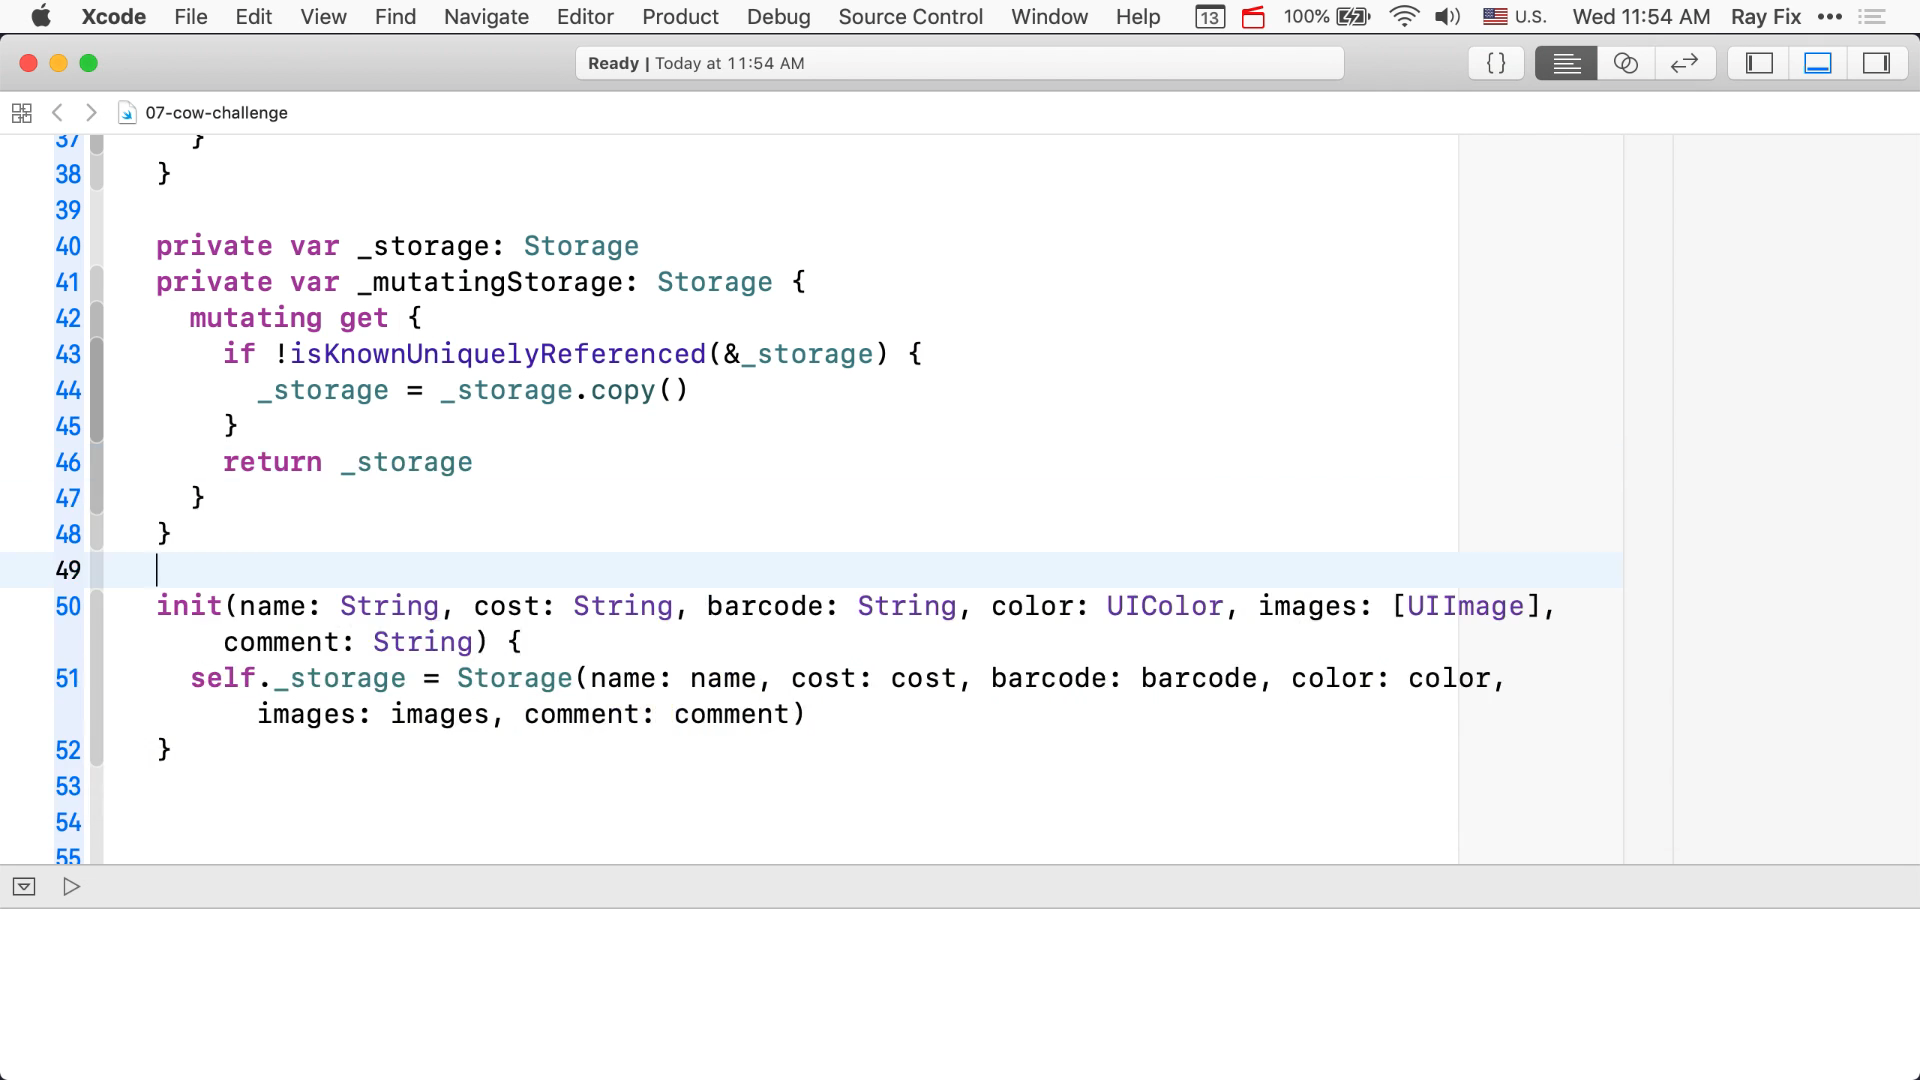 Xcode File Edit View Find Navigate Editor Product Debug Source Control Window Help 13 100% U.S. Wed 11:54 AM Ray Fix •••
Ready | Today at 11:54 AM {}
07-cow-challenge
37 }
38 }
39
40 private var _storage: Storage
41 private var _mutatingStorage: Storage {
42 mutating get {
43 if !isKnownUniquelyReferenced(&_storage) {
44 _storage = _storage.copy()
45 }
46 return _storage
47 }
48 }
49
50 init(name: String, cost: String, barcode: String, color: UIColor, images: [UIImage],
comment: String) {
51 self._storage = Storage(name: name, cost: cost, barcode: barcode, color: color,
images: images, comment: comment)
52 }
53
54
55